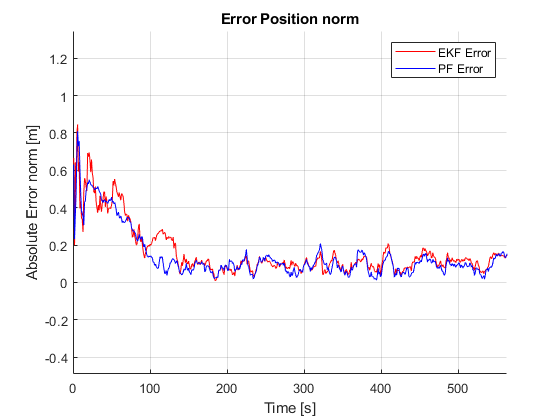 Error Position norm
EKF Error
PF Error
1.2
1
0.8
0.6
0.4
0.2
0
-0.2
-0.4
Absolute Error norm [m]
0 100 200 300 400 500
Time [s]